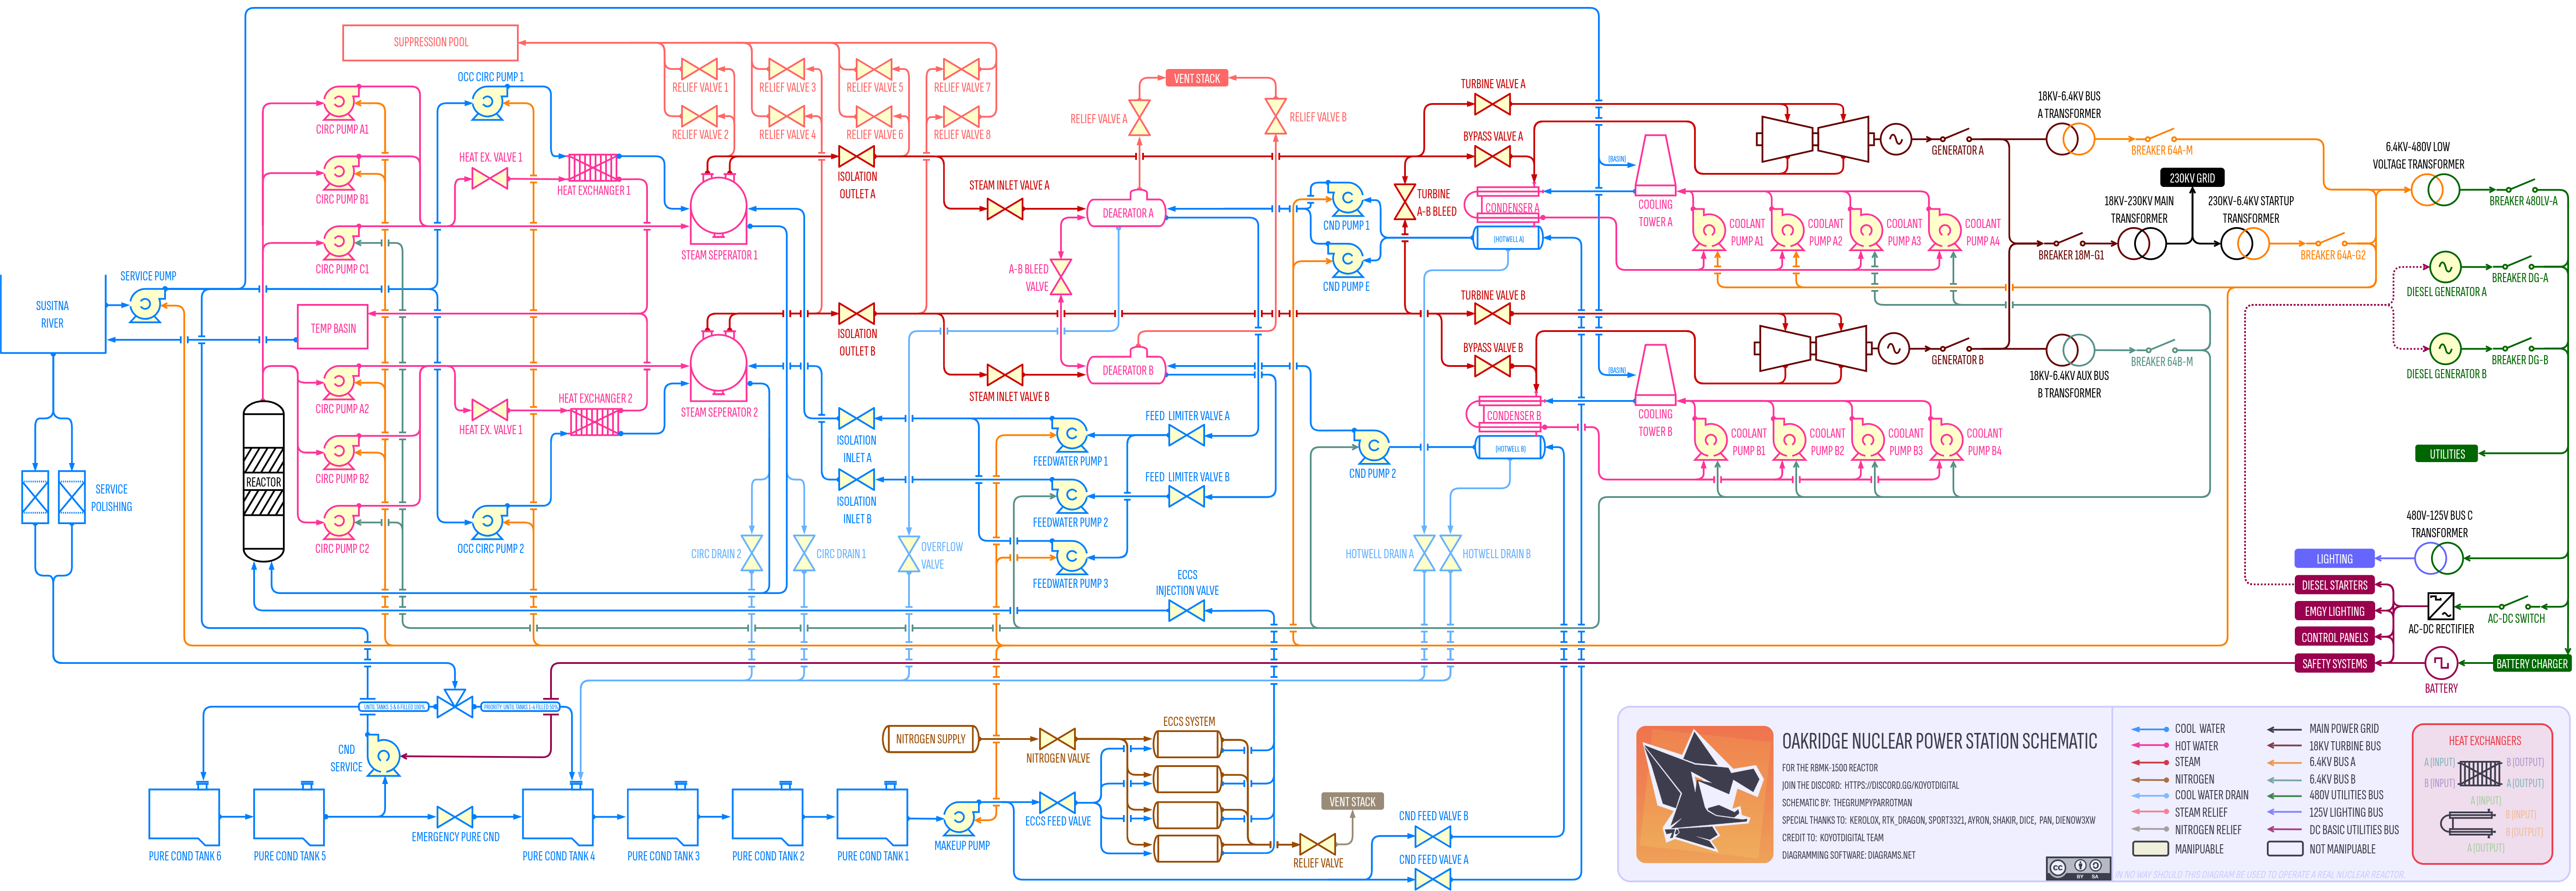 SUPPRESSION POOL
OCC CIRC PUMP 1
CIRC PUMP A1
CIRC PUMP B1
CIRC PUMP C1
HEAT EX. VALVE 1
HEAT EXCHANGER 1
RELIEF VALVE 1
RELIEF VALVE 2
RELIEF VALVE 3
RELIEF VALVE 4
RELIEF VALVE 5
RELIEF VALVE 6
RELIEF VALVE 7
RELIEF VALVE 8
VENT STACK
RELIEF VALVE A
RELIEF VALVE B
ISOLATION
OUTLET A
STEAM INLET VALVE A
DEAERATOR A
STEAM SEPERATOR 1
A-B BLEED
VALVE
TURBINE VALVE A
BYPASS VALVE A
TURBINE
A-B BLEED
CND PUMP 1
CND PUMP E
CONDENSER A
(HOTWELL A)
(BASIN)
COOLING
TOWER A
COOLANT
PUMP A1
COOLANT
PUMP A2
COOLANT
PUMP A3
COOLANT
PUMP A4
GENERATOR A
18KV-6.4KV BUS
A TRANSFORMER
BREAKER 64A-M
230KV GRID
18KV-230KV MAIN
TRANSFORMER
230KV-6.4KV STARTUP
TRANSFORMER
BREAKER 18M-G1
BREAKER 64A-G2
6.4KV-480V LOW
VOLTAGE TRANSFORMER
BREAKER 480LV-A
DIESEL GENERATOR A
BREAKER DG-A
DIESEL GENERATOR B
BREAKER DG-B
SUSITNA
RIVER
SERVICE PUMP
TEMP BASIN
SERVICE
POLISHING
REACTOR
CIRC PUMP A2
CIRC PUMP B2
CIRC PUMP C2
HEAT EXCHANGER 2
HEAT EX. VALVE 1
OCC CIRC PUMP 2
STEAM SEPERATOR 2
ISOLATION
OUTLET B
STEAM INLET VALVE B
DEAERATOR B
ISOLATION
INLET A
ISOLATION
INLET B
FEEDWATER PUMP 1
FEEDWATER PUMP 2
FEEDWATER PUMP 3
FEED LIMITER VALVE A
FEED LIMITER VALVE B
CIRC DRAIN 2
CIRC DRAIN 1
OVERFLOW
VALVE
ECCS
INJECTION VALVE
TURBINE VALVE B
BYPASS VALVE B
CONDENSER B
(HOTWELL B)
CND PUMP 2
HOTWELL DRAIN A
HOTWELL DRAIN B
(BASIN)
COOLING
TOWER B
COOLANT
PUMP B1
COOLANT
PUMP B2
COOLANT
PUMP B3
COOLANT
PUMP B4
GENERATOR B
18KV-6.4KV AUX BUS
B TRANSFORMER
BREAKER 64B-M
UTILITIES
480V-125V BUS C
TRANSFORMER
LIGHTING
DIESEL STARTERS
EMGY LIGHTING
CONTROL PANELS
SAFETY SYSTEMS
AC-DC RECTIFIER
AC-DC SWITCH
BATTERY
BATTERY CHARGER
UNTIL TANKS 5 & 6 FILLED 100%
PRIORITY UNTIL TANKS 1-4 FILLED 50%
CND
SERVICE
PURE COND TANK 6
PURE COND TANK 5
EMERGENCY PURE CND
PURE COND TANK 4
PURE COND TANK 3
PURE COND TANK 2
PURE COND TANK 1
MAKEUP PUMP
NITROGEN SUPPLY
NITROGEN VALVE
ECCS FEED VALVE
ECCS SYSTEM
RELIEF VALVE
VENT STACK
CND FEED VALVE B
CND FEED VALVE A
OAKRIDGE NUCLEAR POWER STATION SCHEMATIC
FOR THE RBMK-1500 REACTOR
JOIN THE DISCORD: HTTPS://DISCORD.GG/KOYOTDIGITAL
SCHEMATIC BY: THEGRUMPYPARROTMAN
SPECIAL THANKS TO: KEROLOX, RTK_DRAGON, SPORT3321, AYRON, SHAKIR, DICE, PAN, DIENOW3XW
CREDIT TO: KOYOTDIGITAL TEAM
DIAGRAMMING SOFTWARE: DIAGRAMS.NET
COOL WATER
HOT WATER
STEAM
NITROGEN
COOL WATER DRAIN
STEAM RELIEF
NITROGEN RELIEF
MANIPUABLE
MAIN POWER GRID
18KV TURBINE BUS
6.4KV BUS A
6.4KV BUS B
480V UTILITIES BUS
125V LIGHTING BUS
DC BASIC UTILITIES BUS
NOT MANIPUABLE
HEAT EXCHANGERS
A (INPUT)
B (OUTPUT)
B (INPUT)
A (OUTPUT)
A (INPUT)
B (INPUT)
B (OUTPUT)
A (OUTPUT)
CC BY SA
IN NO WAY SHOULD THIS DIAGRAM BE USED TO OPERATE A REAL NUCLEAR REACTOR.